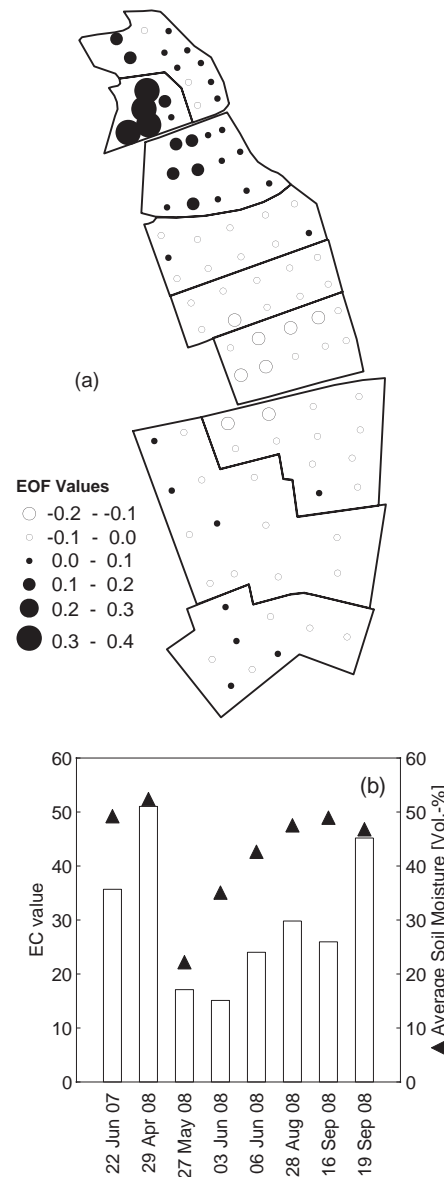 (a)
EOF Values
-0.2 - -0.1
-0.1 - 0.0
0.0 - 0.1
0.1 - 0.2
0.2 - 0.3
0.3 - 0.4
(b)
60
50
40
30
20
10
0
EC value
60
50
40
30
20
10
0
▲ Average Soil Moisture [Vol.-%]
22 Jun 07
29 Apr 08
27 May 08
03 Jun 08
06 Jun 08
28 Aug 08
16 Sep 08
19 Sep 08